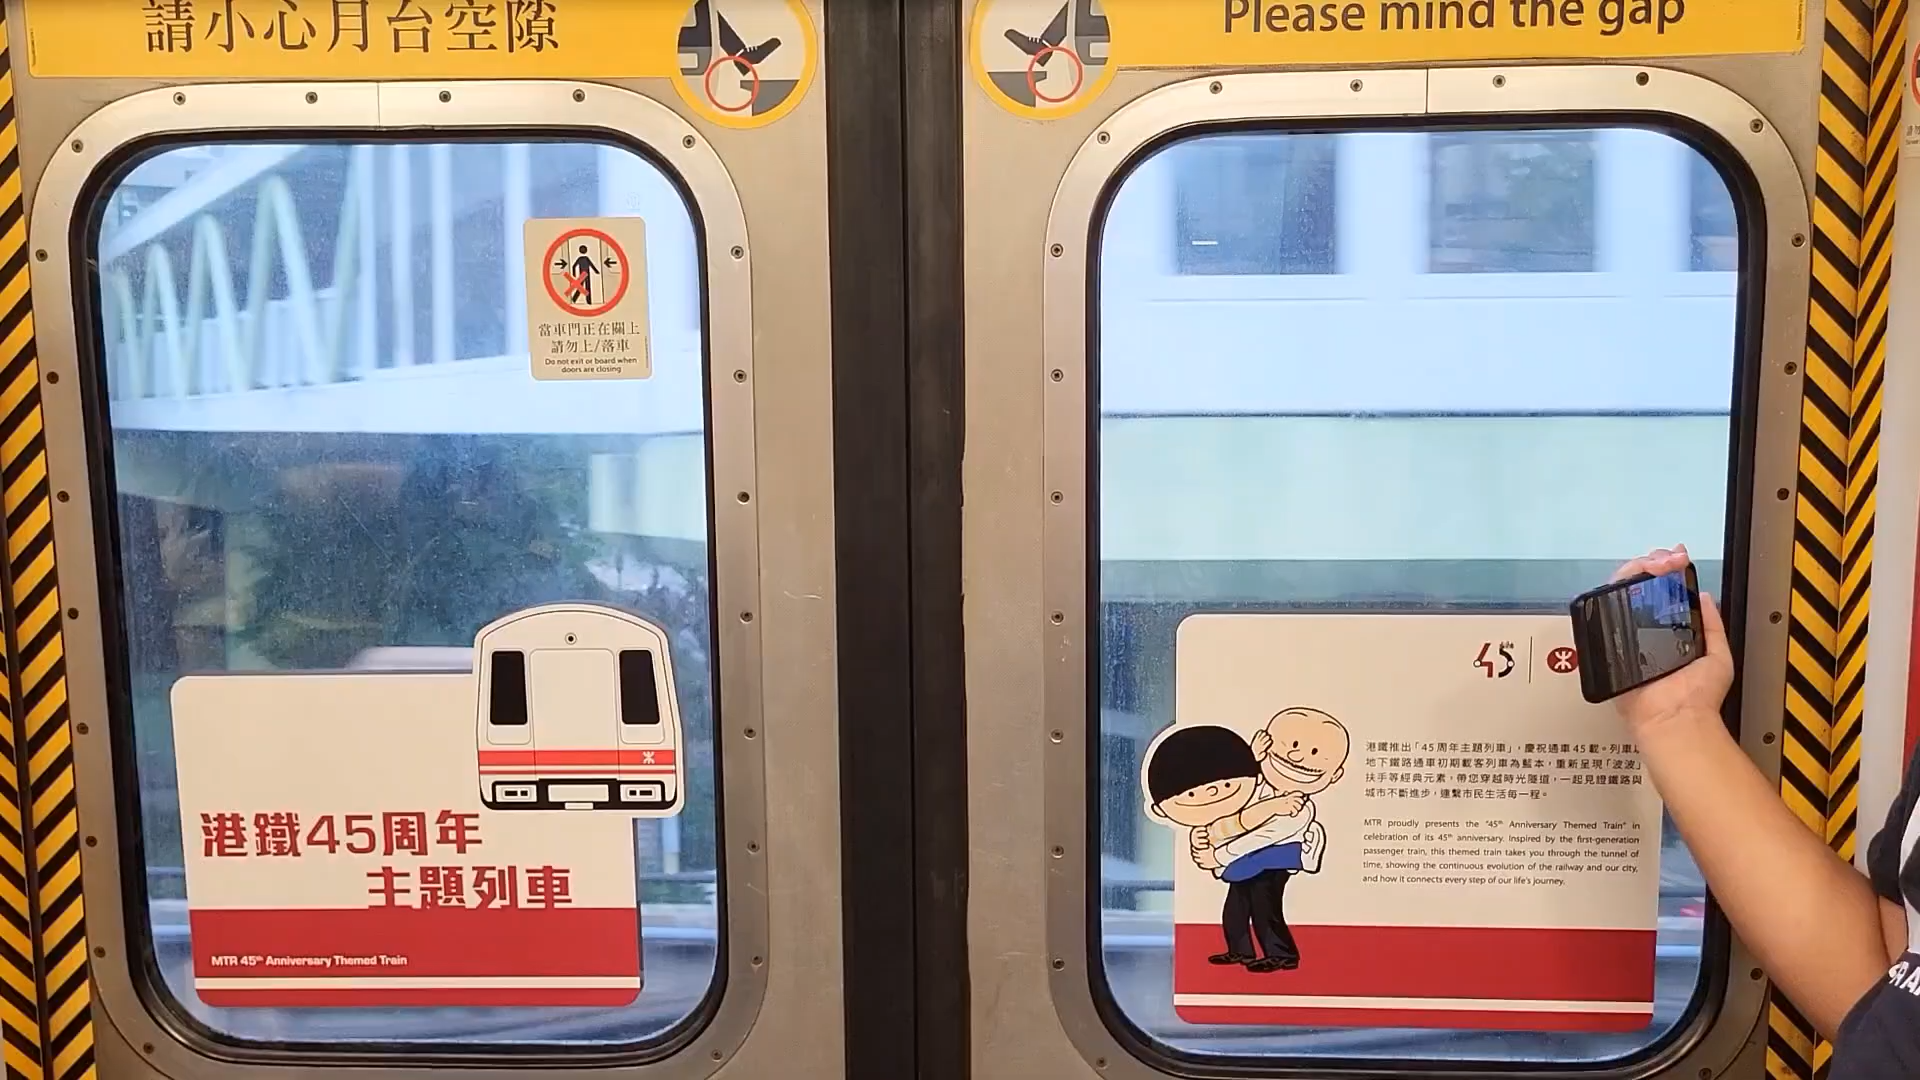 請小心月台空隙
Please mind the gap
當車門正在關上
請勿上/落車
Do not exit or board when
doors are closing
港鐵45周年
主題列車
MTR 45th Anniversary Themed Train
45
港鐵推出「45周年主題列車」，慶祝通車45載。列車以
地下鐵路通車初期載客列車為藍本，重新呈現「波波」
扶手等經典元素，帶您穿越時光隧道，一起見證鐵路與
城市不斷進步，連繫市民生活每一程。
MTR proudly presents the "45th Anniversary Themed Train" in
celebration of its 45th anniversary. Inspired by the first-generation
passenger train, this themed train takes you through the tunnel of
time, showing the continuous evolution of the railway and our city,
and how it connects every step of our life's journey.